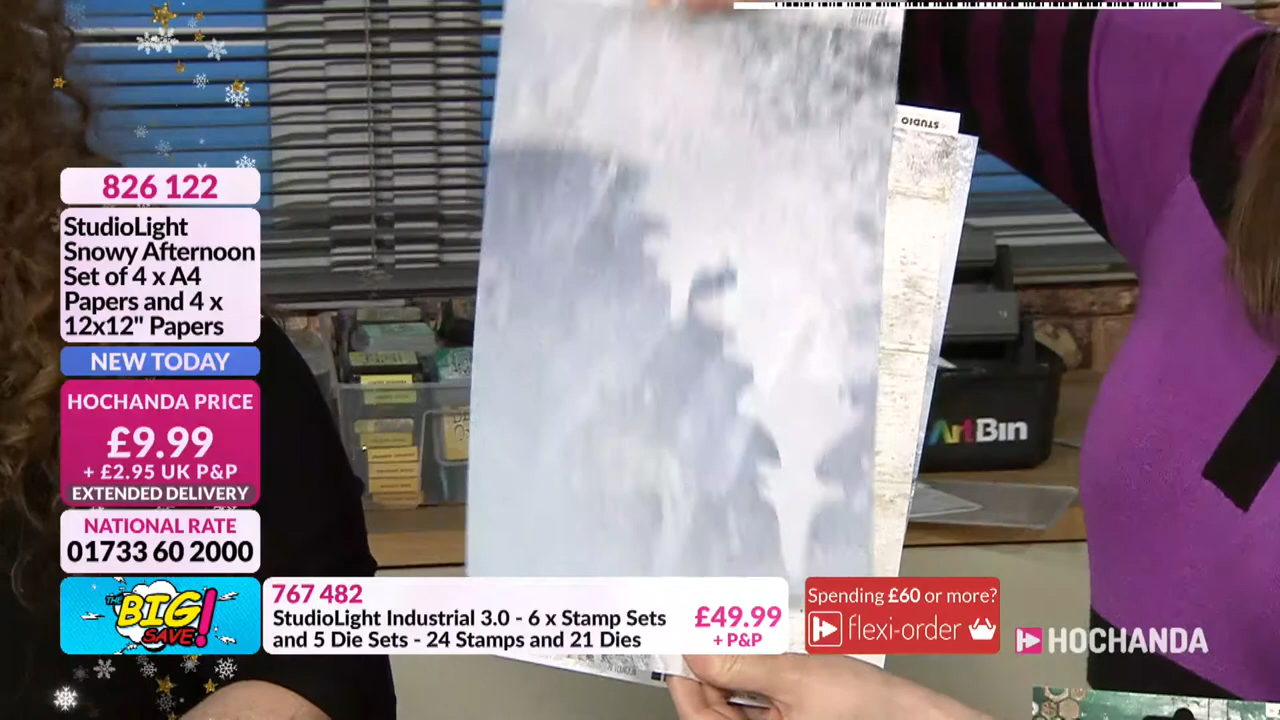 826 122
StudioLight
Snowy Afternoon
Set of 4 x A4
Papers and 4 x
12x12" Papers
NEW TODAY
HOCHANDA PRICE
£9.99
+ £2.95 UK P&P
EXTENDED DELIVERY
NATIONAL RATE
01733 60 2000
THE BIG SAVE!
767 482
StudioLight Industrial 3.0 - 6 x Stamp Sets
and 5 Die Sets - 24 Stamps and 21 Dies
£49.99
+ P&P
Spending £60 or more?
flexi-order
HOCHANDA
STUDIO
ArtBin